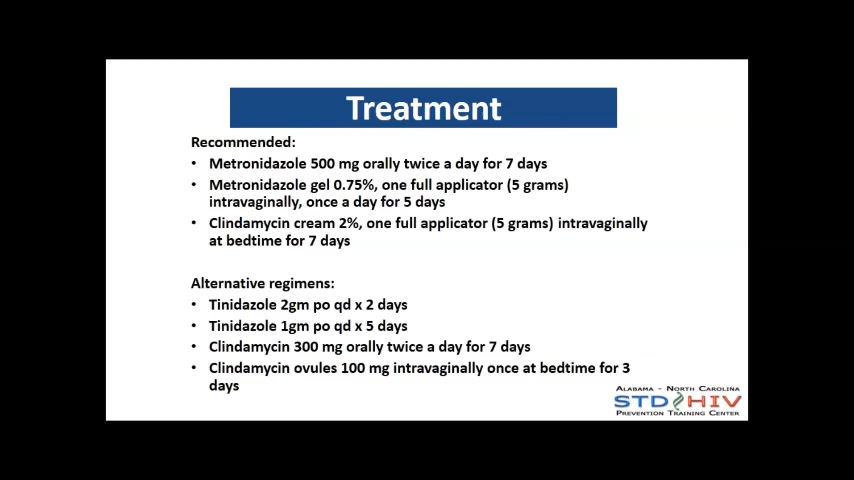 Treatment
Recommended:
• Metronidazole 500 mg orally twice a day for 7 days
• Metronidazole gel 0.75%, one full applicator (5 grams)
intravaginally, once a day for 5 days
• Clindamycin cream 2%, one full applicator (5 grams) intravaginally
at bedtime for 7 days
Alternative regimens:
• Tinidazole 2gm po qd x 2 days
• Tinidazole 1gm po qd x 5 days
• Clindamycin 300 mg orally twice a day for 7 days
• Clindamycin ovules 100 mg intravaginally once at bedtime for 3
days
ALABAMA - NORTH CAROLINA
STD HIV
PREVENTION TRAINING CENTER